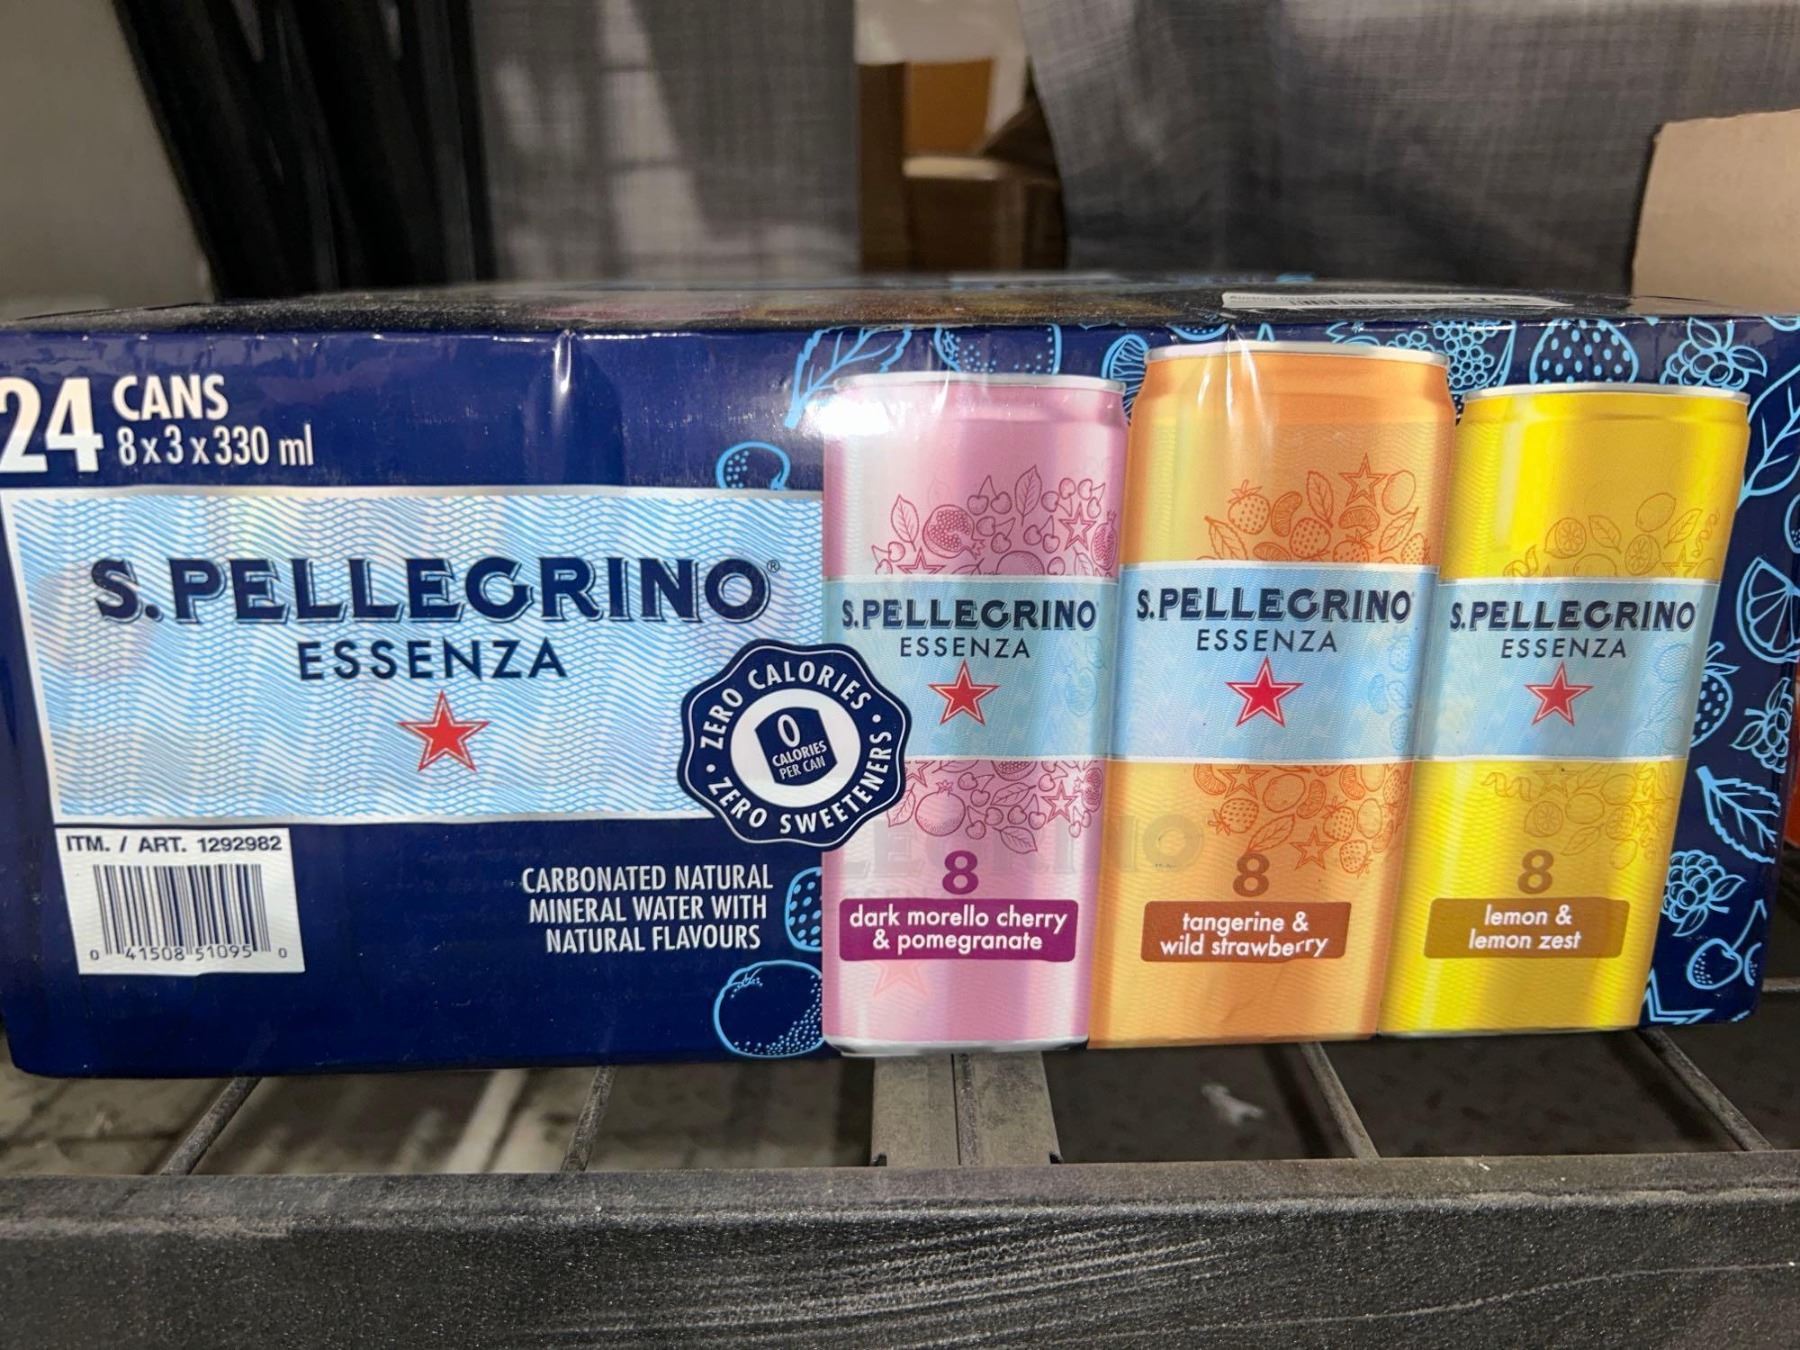 24 CANS
8 x 3 x 330 ml
S.PELLEGRINO®
ESSENZA
ZERO CALORIES • ZERO SWEETENERS •
0
CALORIES
PER CAN
ITM. / ART. 1292982
0 41508 51095 0
CARBONATED NATURAL
MINERAL WATER WITH
NATURAL FLAVOURS
S.PELLEGRINO
ESSENZA
8
dark morello cherry
& pomegranate
S.PELLEGRINO
ESSENZA
8
tangerine &
wild strawberry
S.PELLEGRINO
ESSENZA
8
lemon &
lemon zest